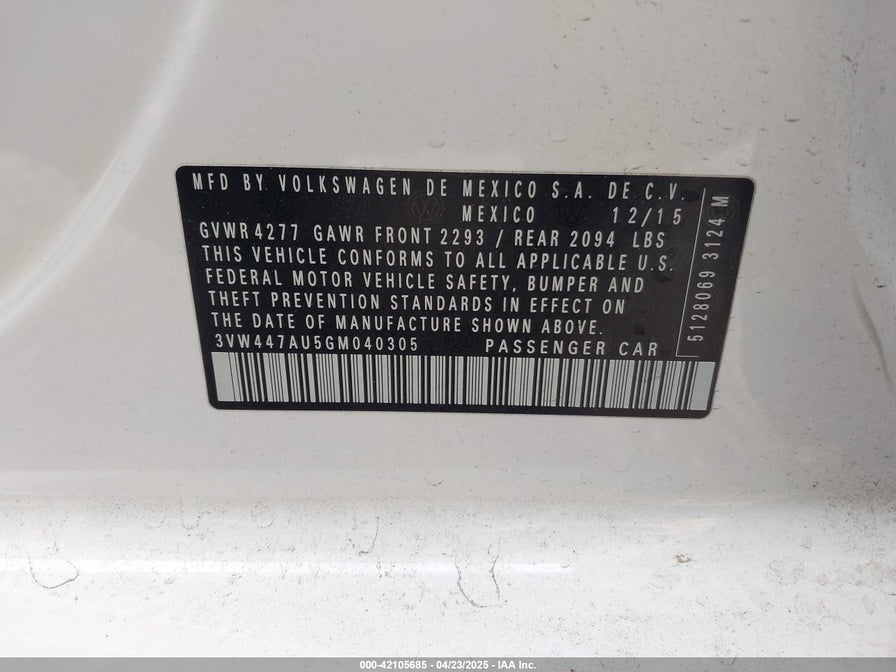 MFD BY VOLKSWAGEN DE MEXICO S.A. DE C.V.
MEXICO 12/15
GVWR 4277 GAWR FRONT 2293 / REAR 2094 LBS
THIS VEHICLE CONFORMS TO ALL APPLICABLE U.S.
FEDERAL MOTOR VEHICLE SAFETY, BUMPER AND
THEFT PREVENTION STANDARDS IN EFFECT ON
THE DATE OF MANUFACTURE SHOWN ABOVE.
3VW447AU5GM040305 PASSENGER CAR
5128069 3124 M
000-42105685 - 04/23/2025 - IAA Inc.